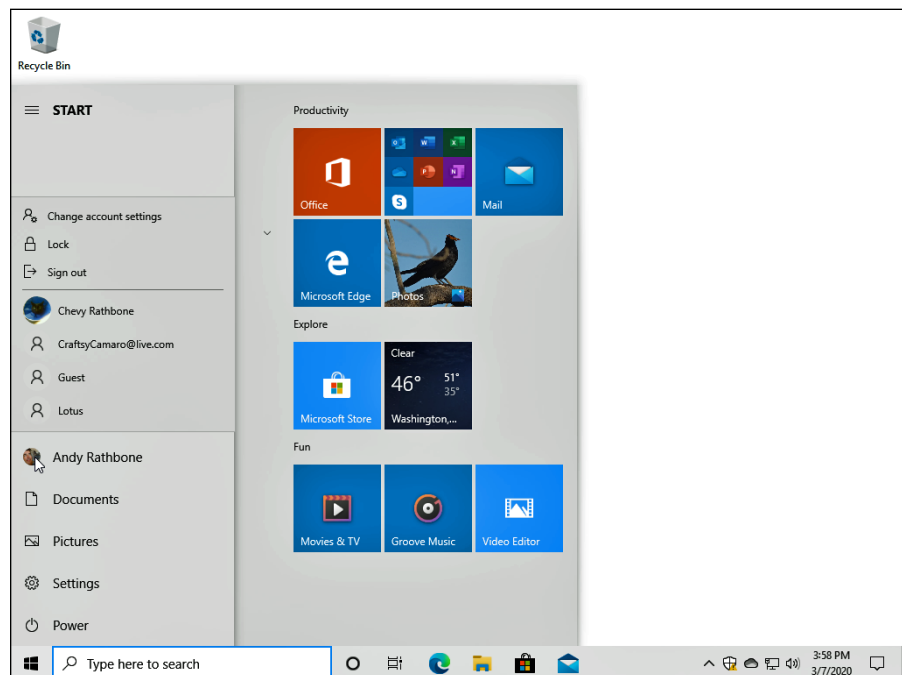 Recycle Bin
START
Change account settings
Lock
Sign out
Chevy Rathbone
CraftsyCamaro@live.com
Guest
Lotus
Andy Rathbone
Documents
Pictures
Settings
Power
Productivity
Office
Mail
Microsoft Edge
Photos
Explore
Microsoft Store
Clear
46°
51°
35°
Washington,...
Fun
Movies & TV
Groove Music
Video Editor
Type here to search
3:58 PM
3/7/2020